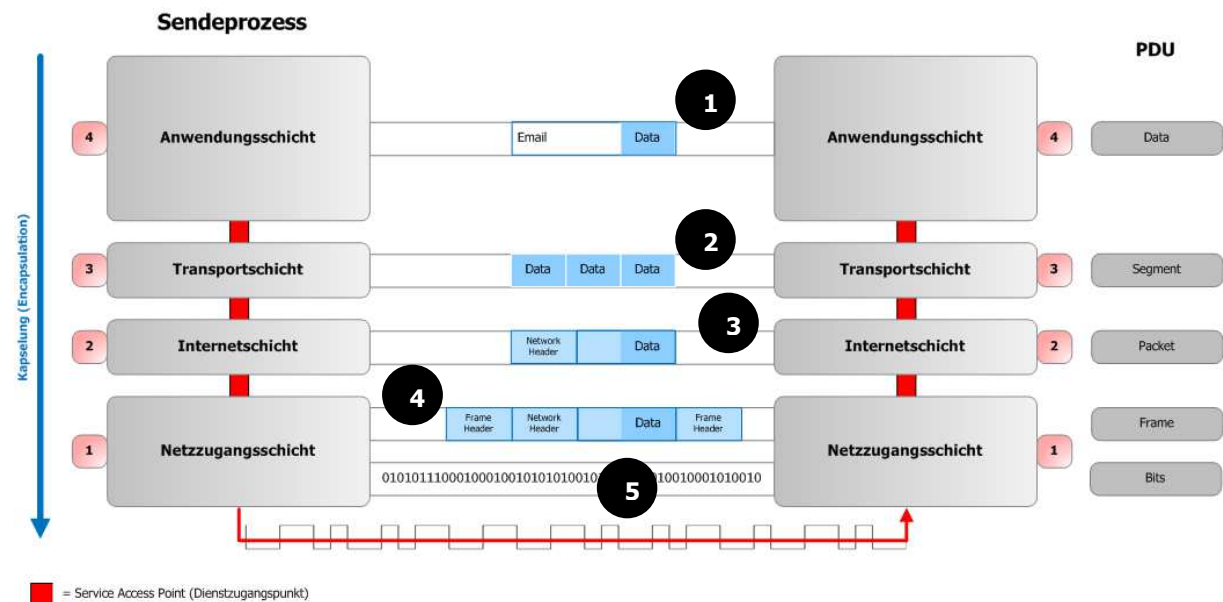 Sendeprozess
PDU
Kapselung (Encapsulation)
4
Anwendungsschicht
Email
Data
1
Anwendungsschicht
4
Data
3
Transportschicht
Data
Data
Data
2
Transportschicht
3
Segment
2
Internetschicht
Network
Header
Data
3
Internetschicht
2
Packet
1
Netzzugangsschicht
4
Frame
Header
Network
Header
Data
Frame
Header
Netzzugangsschicht
1
Frame
5
Bits
= Service Access Point (Dienstzugangspunkt)